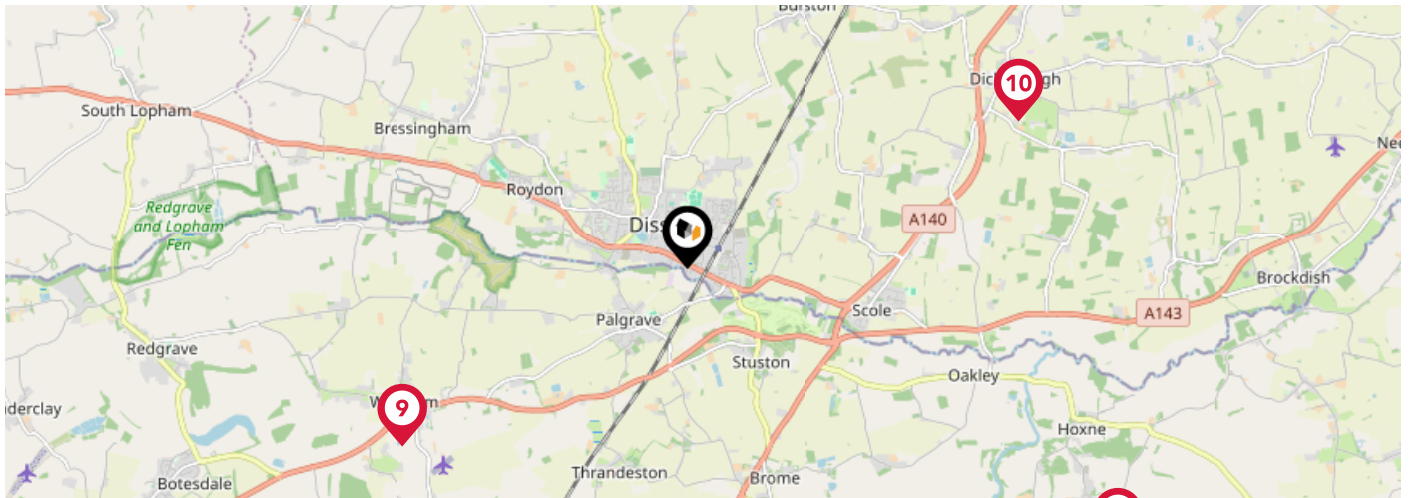 Burston
South Lopham
Bressingham
10
Roydon
Redgrave
and Lopham
Fen
Diss
A140
Brockdish
A143
Scole
Palgrave
Redgrave
Stuston
Oakley
9
Hoxne
Thrandeston
Brome
Botesdale